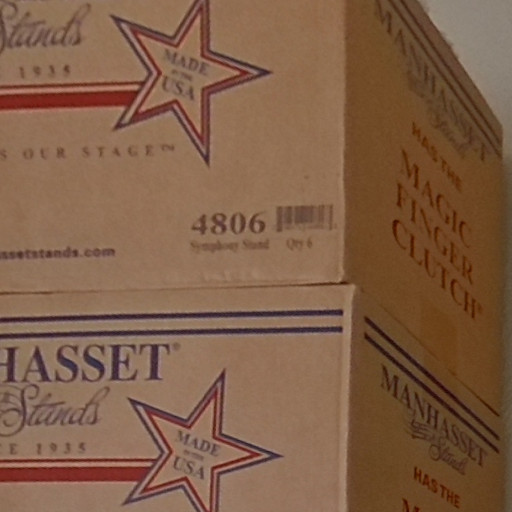 Stands
1935
MADE
IN THE
USA
S OUR STAGE™
4806
Symphony Stand Qty 6
ssetstands.com
MANHASSET
Stands
HAS THE
MAGIC
FINGER
CLUTCH®
HASSET®
Stands
CE 1935
MADE
IN THE
USA
MANHASSET
Stands
HAS THE